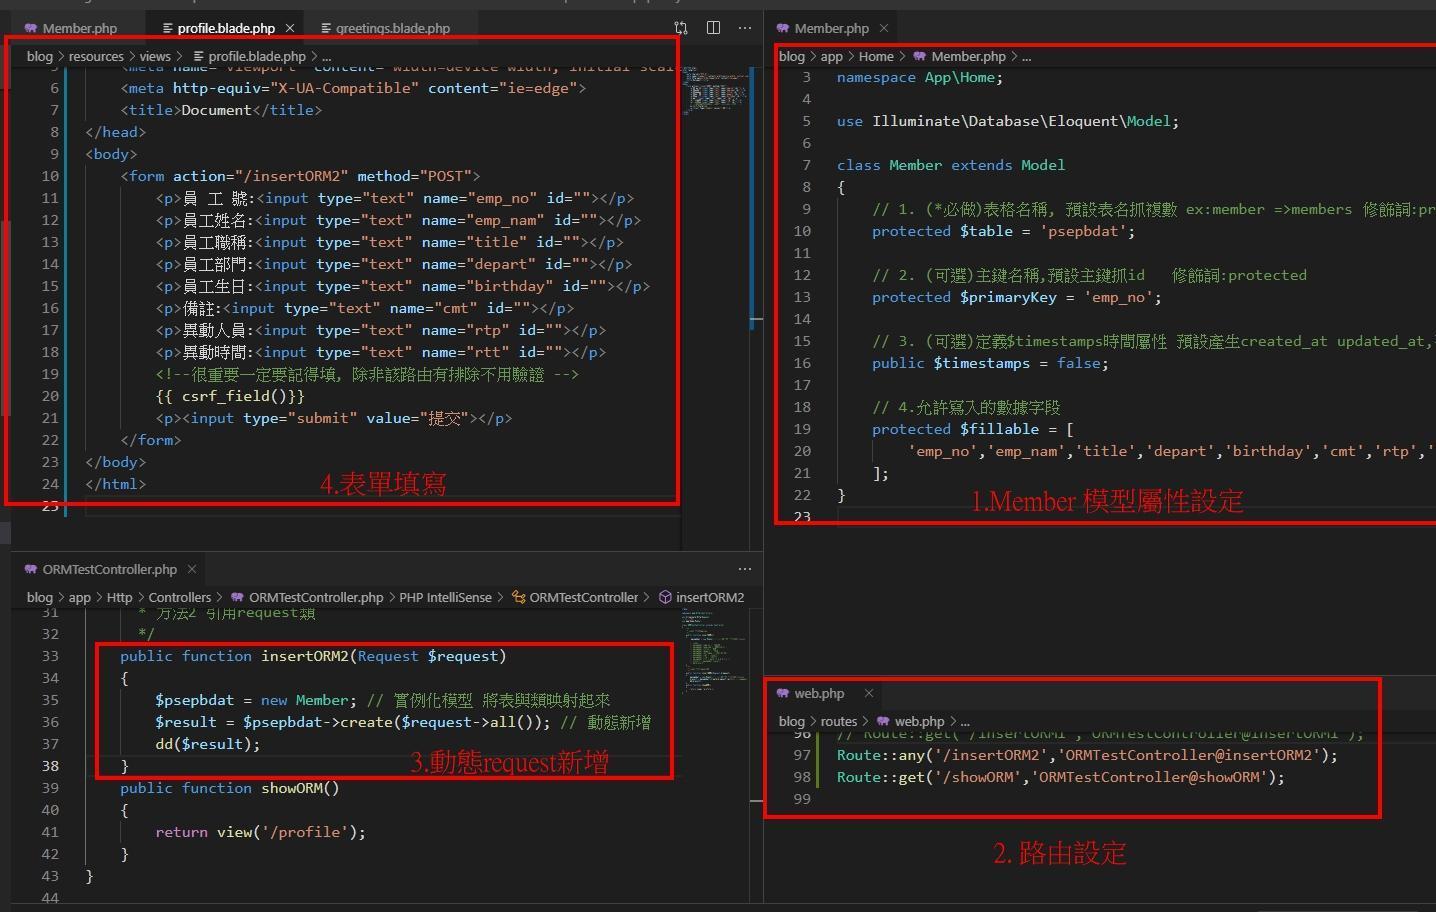 Member.php
profile.blade.php
greetings.blade.php
blog > resources > views > profile.blade.php > ...
5 <meta name="viewport" content="width=device-width, initial-scal
6 <meta http-equiv="X-UA-Compatible" content="ie=edge">
7 <title>Document</title>
8 </head>
9 <body>
10 <form action="/insertORM2" method="POST">
11 <p>員 工 號:<input type="text" name="emp_no" id=""></p>
12 <p>員工姓名:<input type="text" name="emp_nam" id=""></p>
13 <p>員工職稱:<input type="text" name="title" id=""></p>
14 <p>員工部門:<input type="text" name="depart" id=""></p>
15 <p>員工生日:<input type="text" name="birthday" id=""></p>
16 <p>備註:<input type="text" name="cmt" id=""></p>
17 <p>異動人員:<input type="text" name="rtp" id=""></p>
18 <p>異動時間:<input type="text" name="rtt" id=""></p>
19 <!--很重要一定要記得填, 除非該路由有排除不用驗證 -->
20 {{ csrf_field()}}
21 <p><input type="submit" value="提交"></p>
22 </form>
23 </body>
24 </html>
25
4.表單填寫
Member.php
blog > app > Home > Member.php > ...
3 namespace App\Home;
4
5 use Illuminate\Database\Eloquent\Model;
6
7 class Member extends Model
8 {
9 // 1. (*必做)表格名稱, 預設表名抓複數 ex:member =>members 修飾詞:pr
10 protected $table = 'psepbdat';
11
12 // 2. (可選)主鍵名稱,預設主鍵抓id 修飾詞:protected
13 protected $primaryKey = 'emp_no';
14
15 // 3. (可選)定義$timestamps時間屬性 預設產生created_at updated_at,
16 public $timestamps = false;
17
18 // 4.允許寫入的數據字段
19 protected $fillable = [
20 'emp_no','emp_nam','title','depart','birthday','cmt','rtp','
21 ];
22 }
23
1.Member 模型屬性設定
ORMTestController.php
blog > app > Http > Controllers > ORMTestController.php > PHP IntelliSense > ORMTestController > insertORM2
31 * 方法2 引用request類
32 */
33 public function insertORM2(Request $request)
34 {
35 $psepbdat = new Member; // 實例化模型 將表與類映射起來
36 $result = $psepbdat->create($request->all()); // 動態新增
37 dd($result);
38 }
39 public function showORM()
40 {
41 return view('/profile');
42 }
43 }
44
3.動態request新增
web.php
blog > routes > web.php > ...
96 // Route::get('/insertORM1','ORMTestController@insertORM1');
97 Route::any('/insertORM2','ORMTestController@insertORM2');
98 Route::get('/showORM','ORMTestController@showORM');
99
2. 路由設定